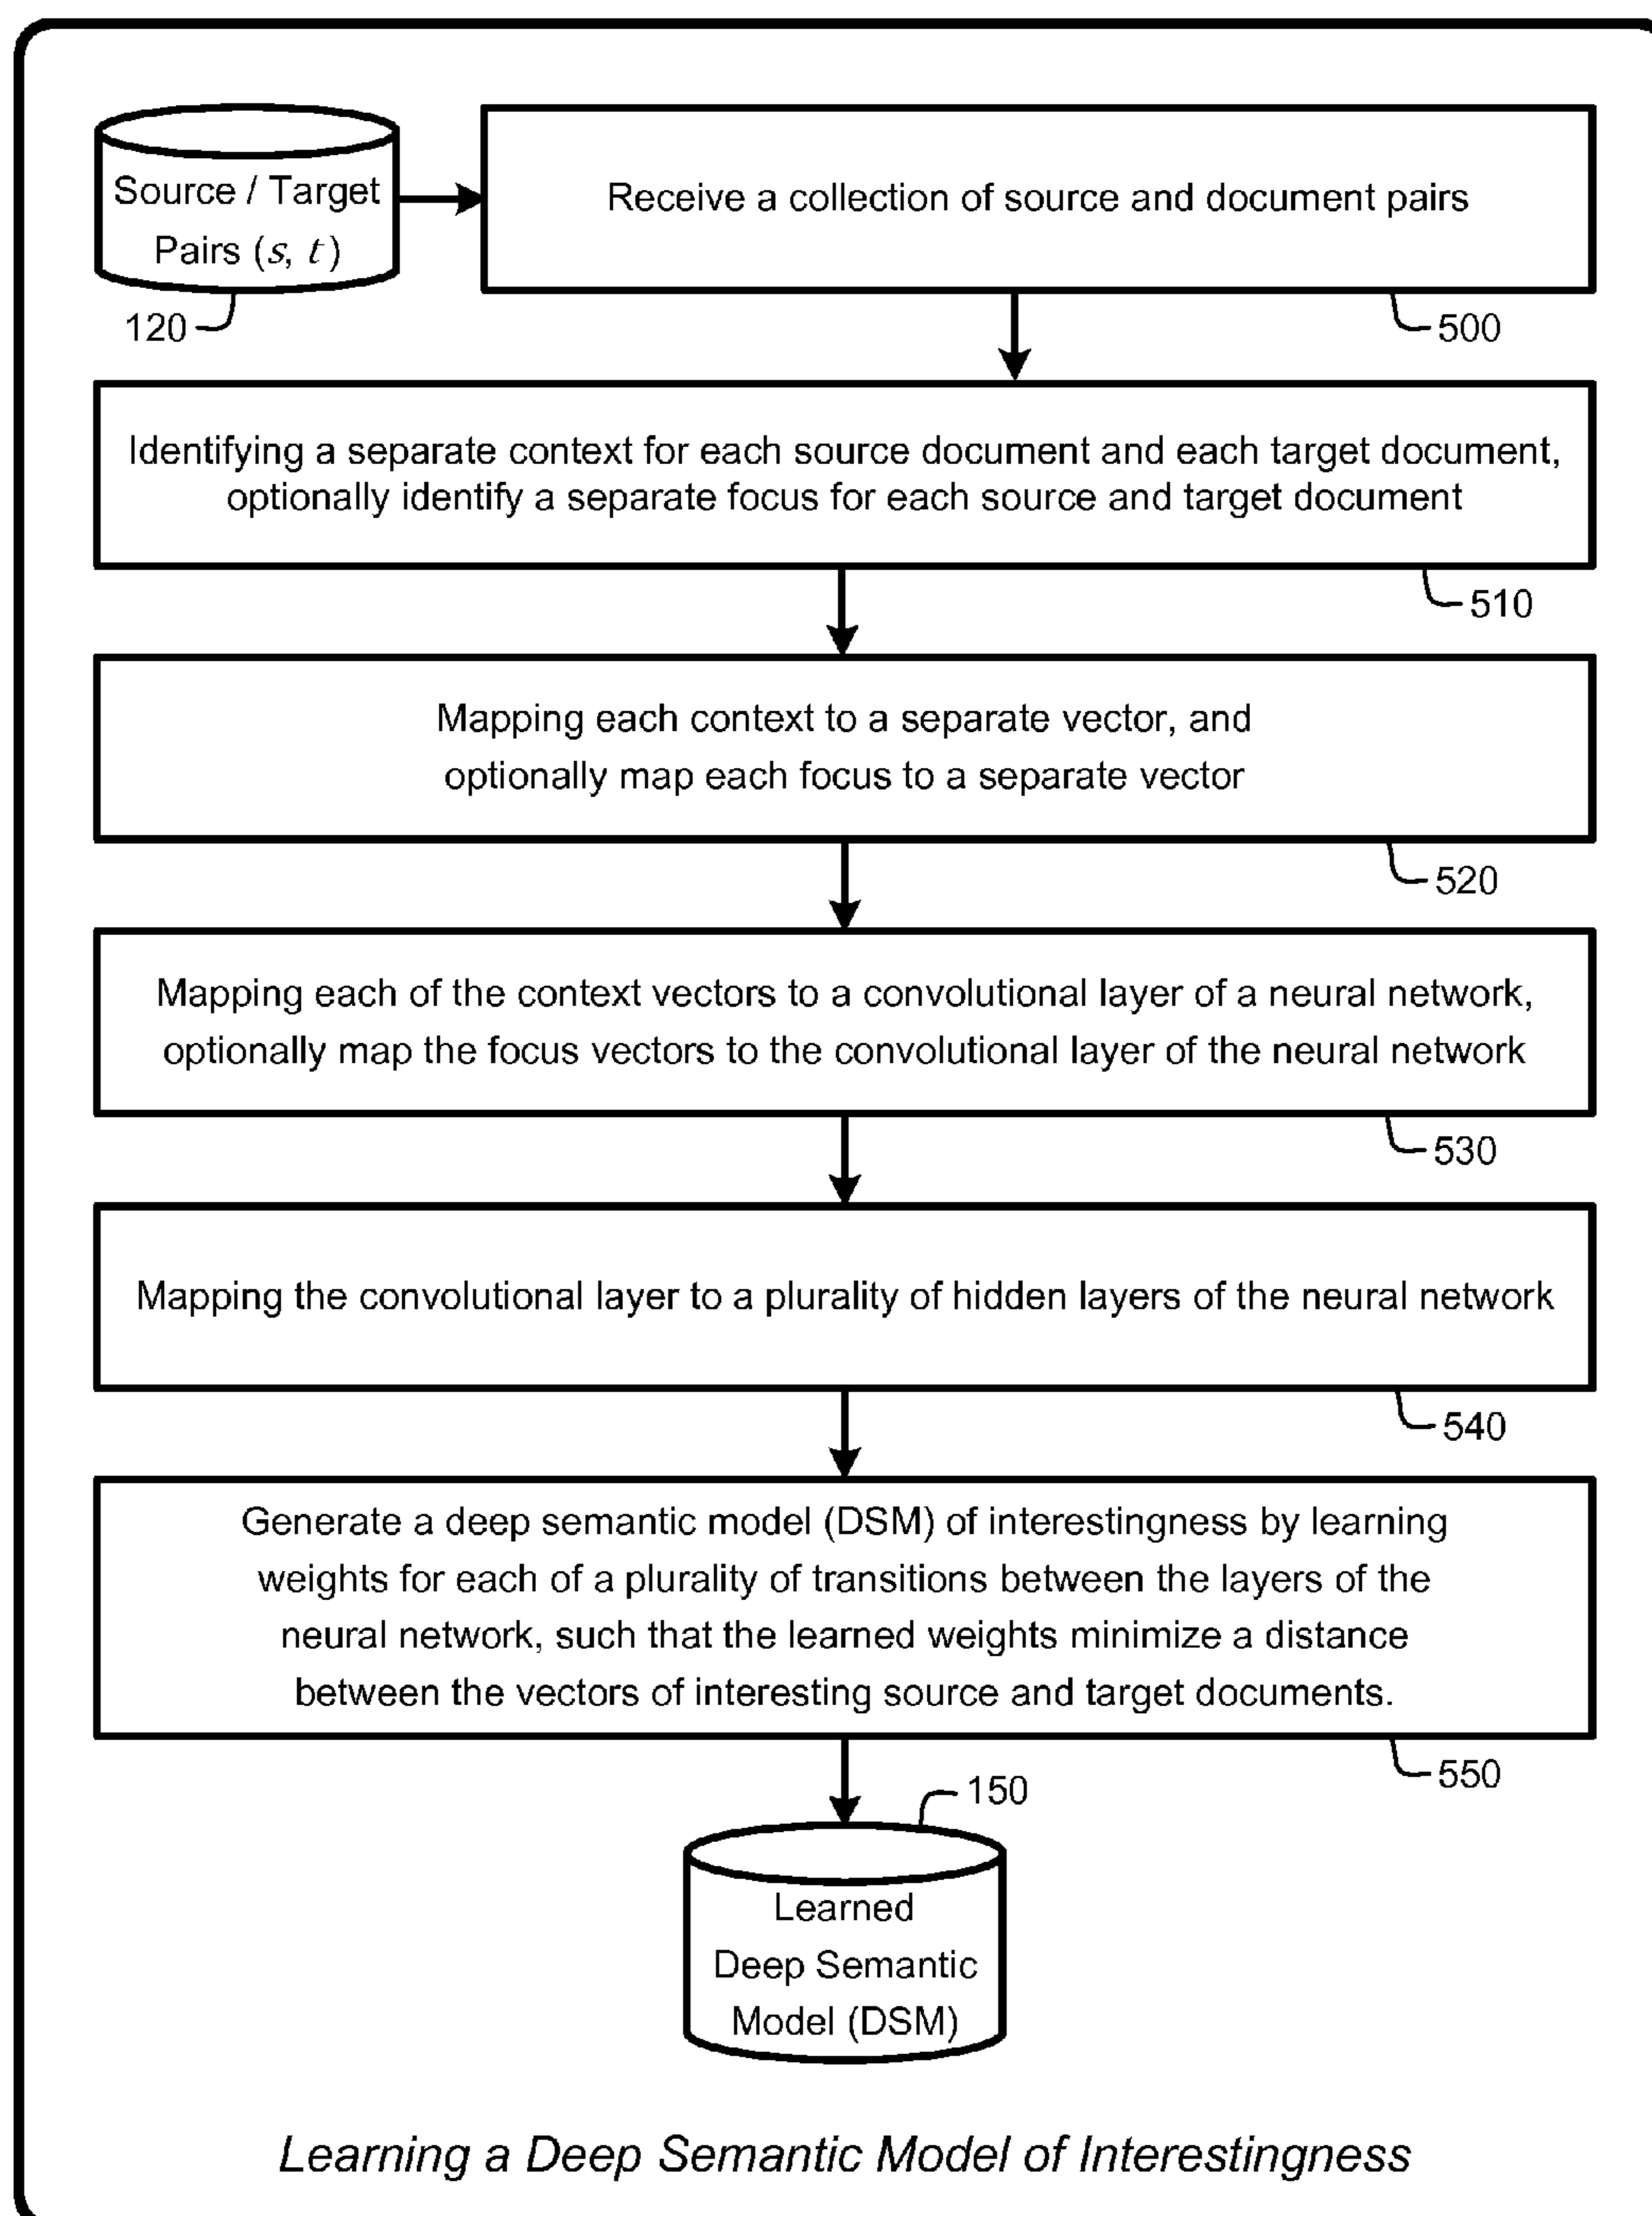 Source / Target
Pairs (s, t)
120
Receive a collection of source and document pairs
500
Identifying a separate context for each source document and each target document,
optionally identify a separate focus for each source and target document
510
Mapping each context to a separate vector, and
optionally map each focus to a separate vector
520
Mapping each of the context vectors to a convolutional layer of a neural network,
optionally map the focus vectors to the convolutional layer of the neural network
530
Mapping the convolutional layer to a plurality of hidden layers of the neural network
540
Generate a deep semantic model (DSM) of interestingness by learning
weights for each of a plurality of transitions between the layers of the
neural network, such that the learned weights minimize a distance
between the vectors of interesting source and target documents.
550
150
Learned
Deep Semantic
Model (DSM)
Learning a Deep Semantic Model of Interestingness